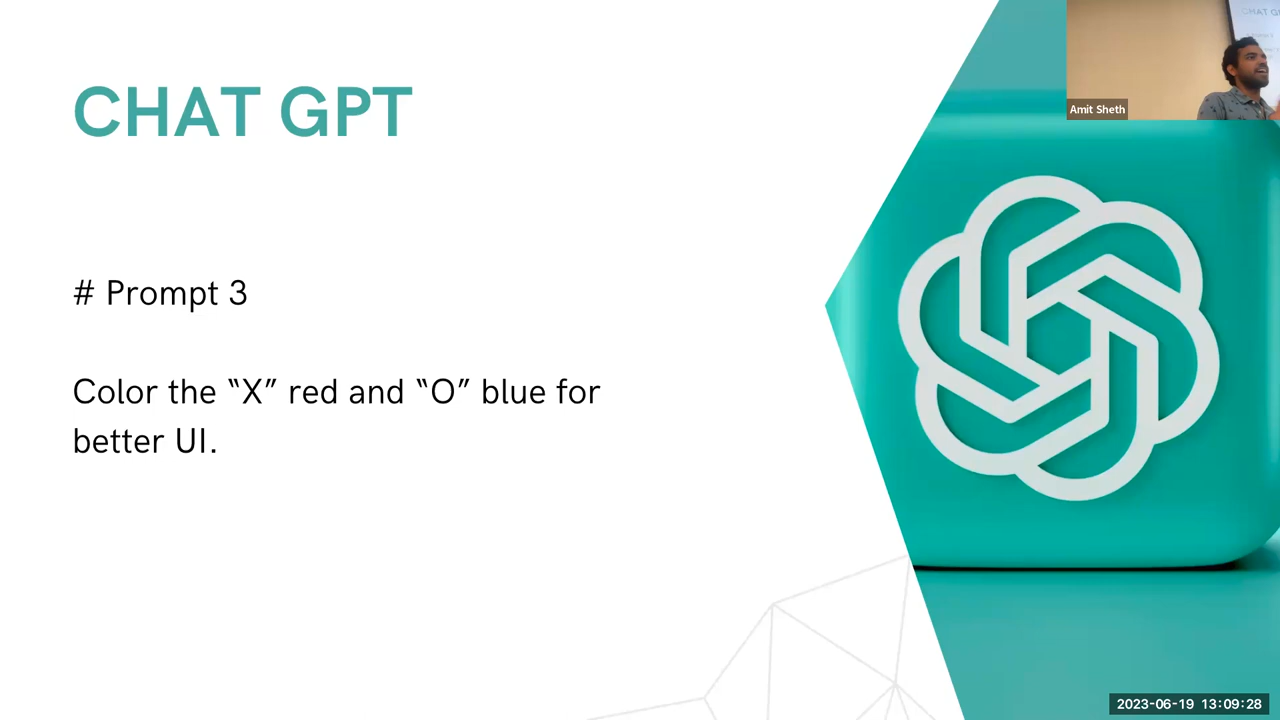 CHAT GPT
# Prompt 3
Color the “X” red and “O” blue for
better UI.
Amit Sheth
2023-06-19 13:09:28